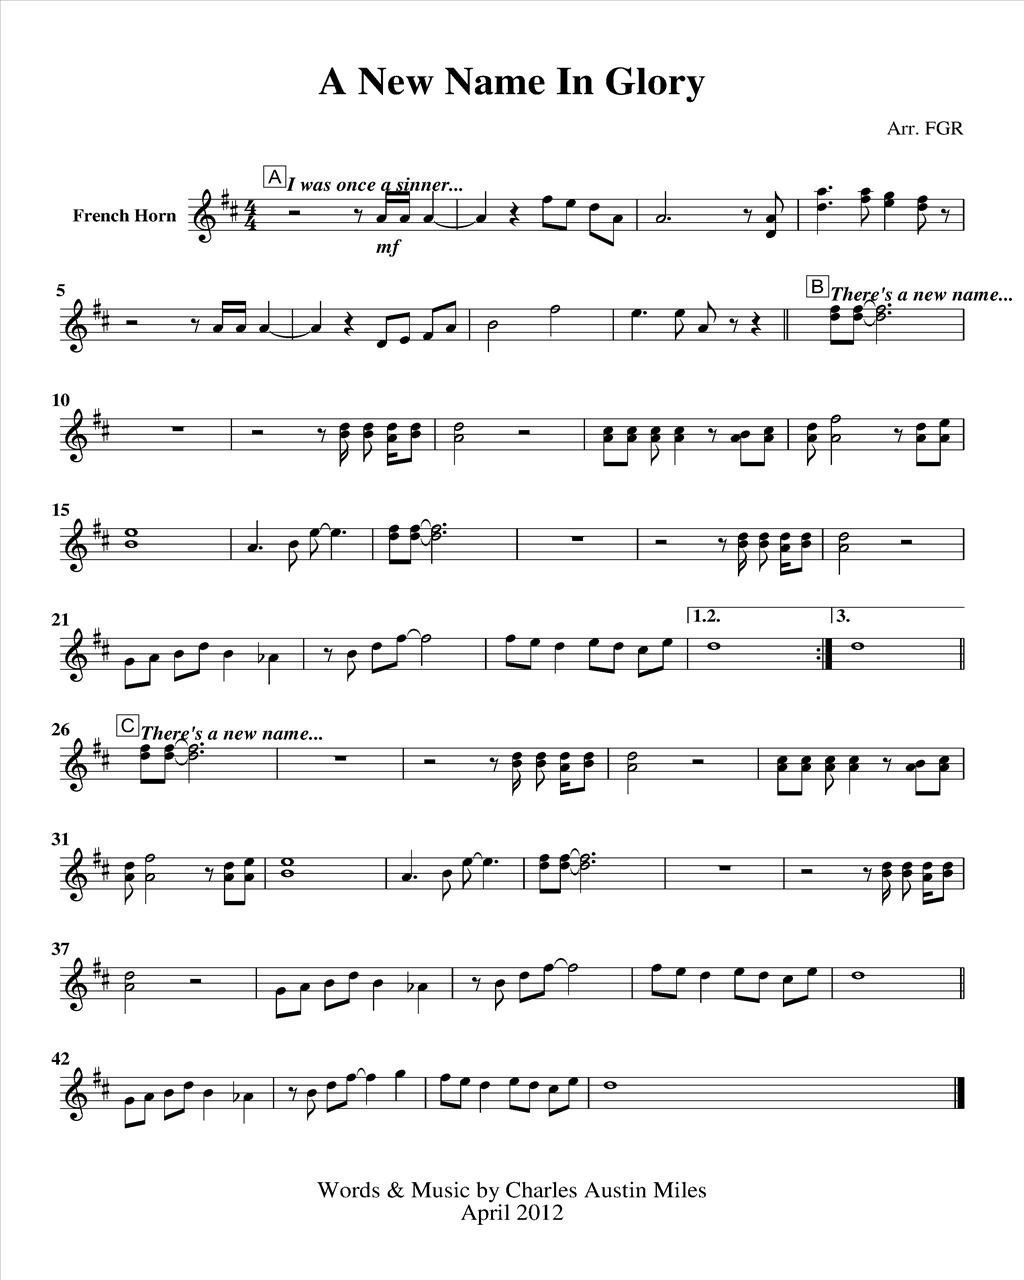 A New Name In Glory
Arr. FGR
A I was once a sinner...
French Horn
mf
5
B There's a new name...
10
15
21
1.2.
3.
26
C There's a new name...
31
37
42
Words & Music by Charles Austin Miles
April 2012